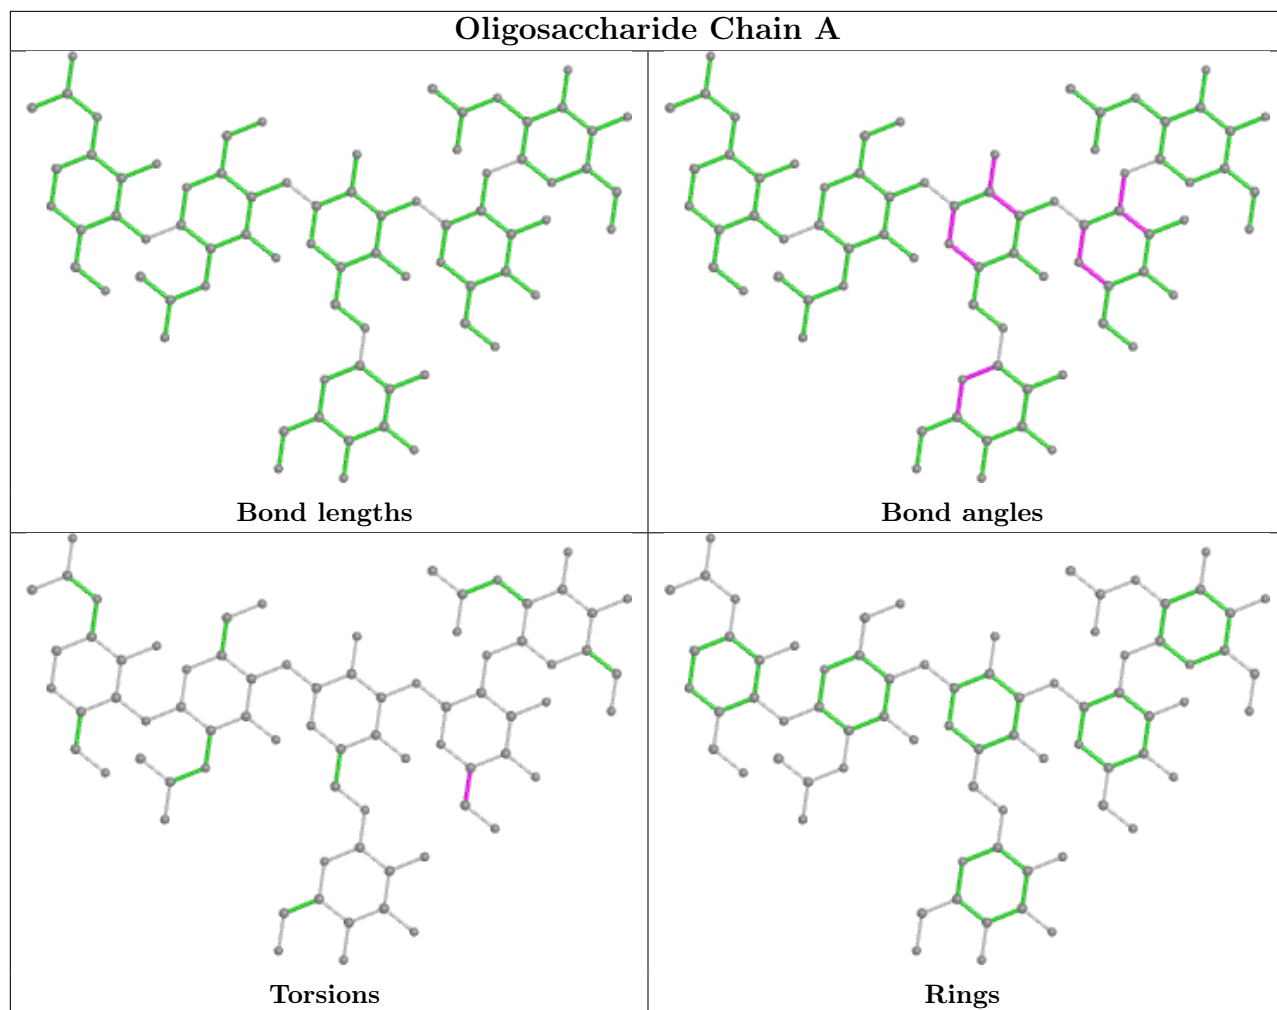 Oligosaccharide Chain A
Bond lengths
Bond angles
Torsions
Rings